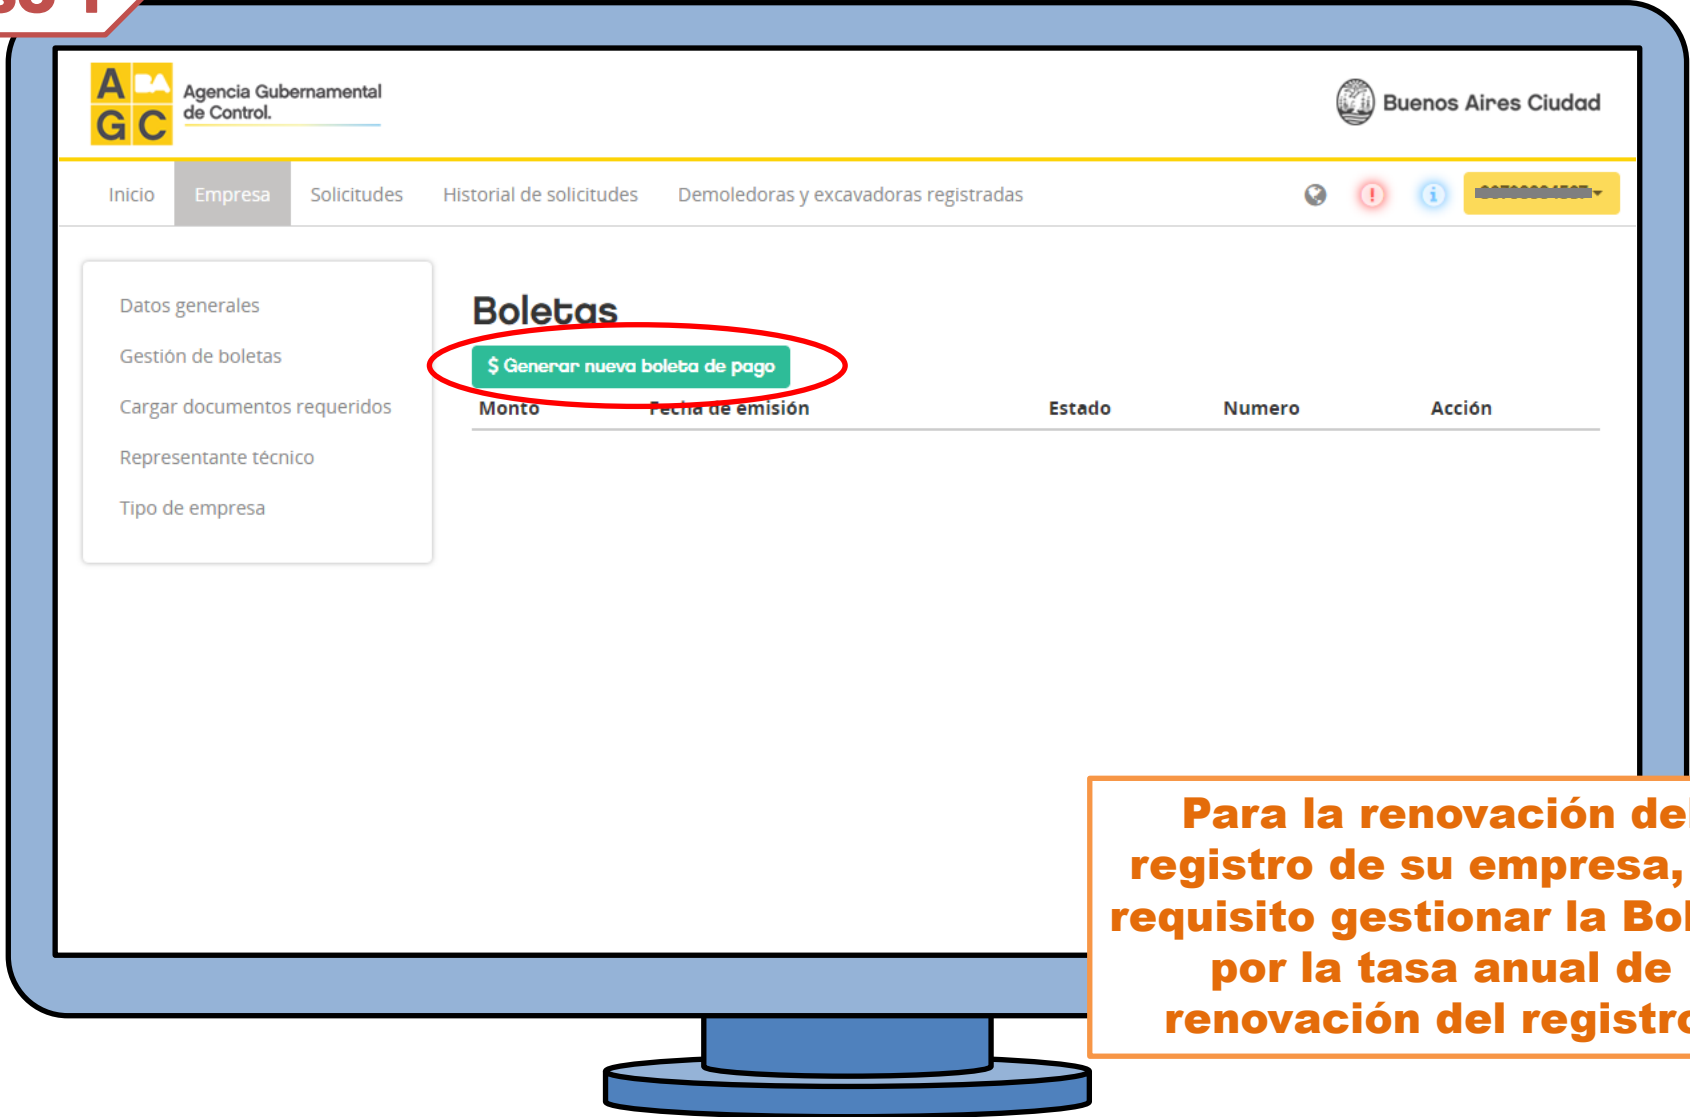 A BA
G C
Agencia Gubernamental
de Control.
Buenos Aires Ciudad
Inicio Empresa Solicitudes Historial de solicitudes Demoledoras y excavadoras registradas
Datos generales
Gestión de boletas
Cargar documentos requeridos
Representante técnico
Tipo de empresa
Boletas
$ Generar nueva boleta de pago
Monto Fecha de emisión Estado Numero Acción
Para la renovación del
registro de su empresa,
requisito gestionar la
por la tasa anual de
renovación del registro